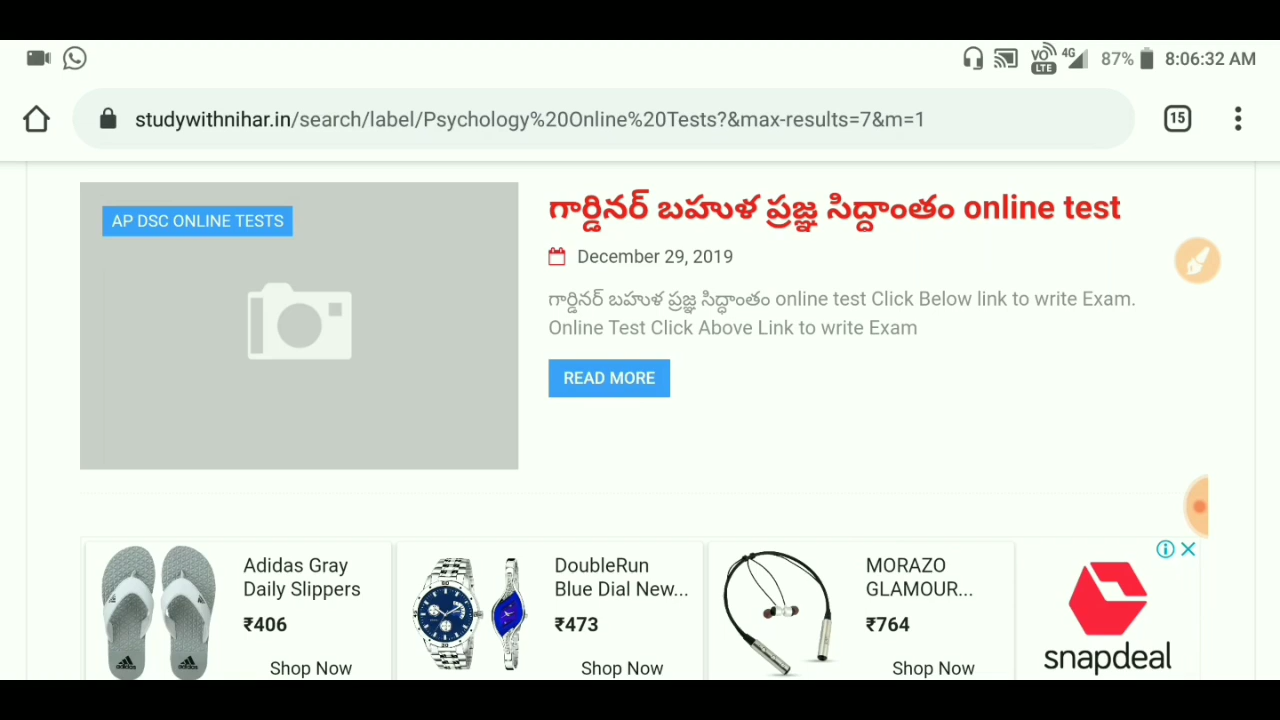 VO LTE 4G 87% 8:06:32 AM
studywithnihar.in/search/label/Psychology%20Online%20Tests?&max-results=7&m=1
15
AP DSC ONLINE TESTS
గార్డినర్ బహుళ ప్రజ్ఞ సిద్ధాంతం online test
December 29, 2019
గార్డినర్ బహుళ ప్రజ్ఞ సిద్ధాంతం online test Click Below link to write Exam.
Online Test Click Above Link to write Exam
READ MORE
Adidas Gray
Daily Slippers
₹406
Shop Now
DoubleRun
Blue Dial New...
₹473
Shop Now
MORAZO
GLAMOUR...
₹764
Shop Now
snapdeal